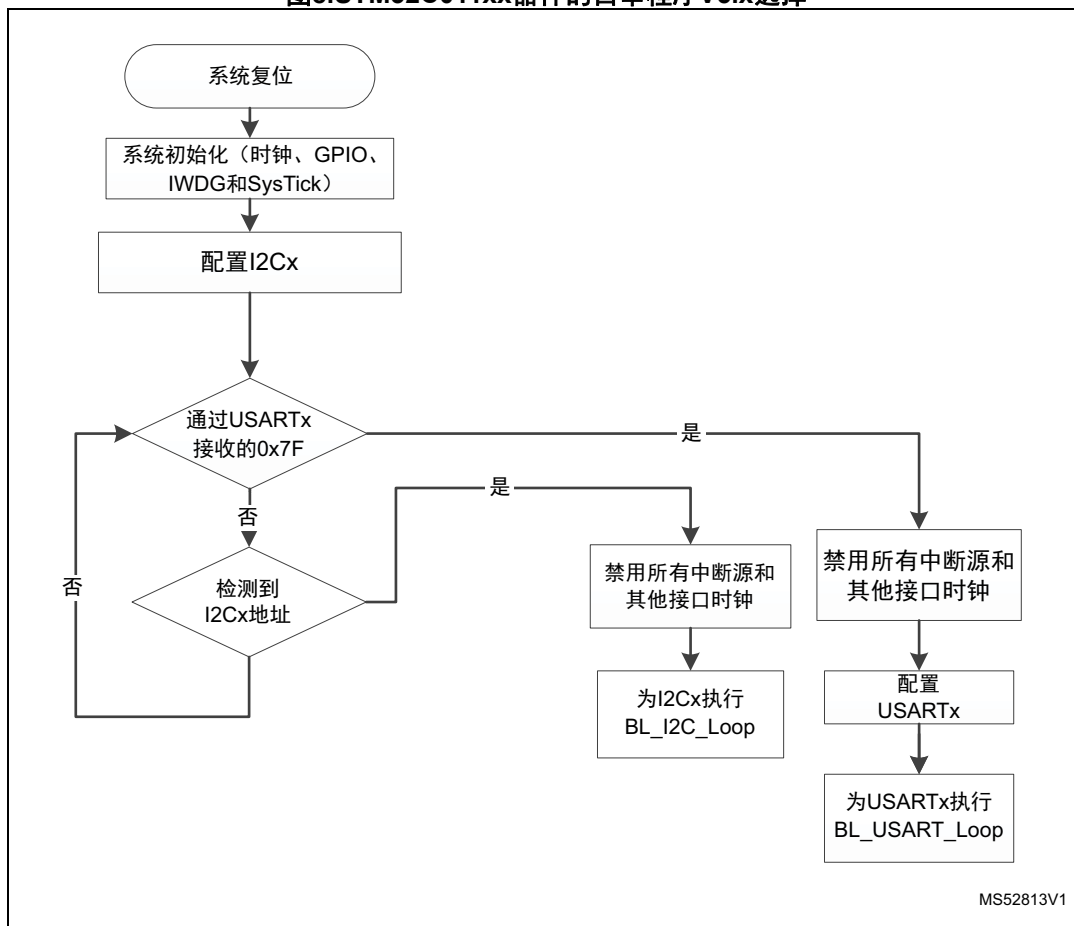 系统复位
系统初始化（时钟、GPIO、
IWDG和SysTick）
配置I2Cx
通过USARTx
接收的0x7F
是
是
否
否
检测到
I2Cx地址
禁用所有中断源和
其他接口时钟
禁用所有中断源和
其他接口时钟
为I2Cx执行
BL_I2C_Loop
配置
USARTx
为USARTx执行
BL_USART_Loop
MS52813V1